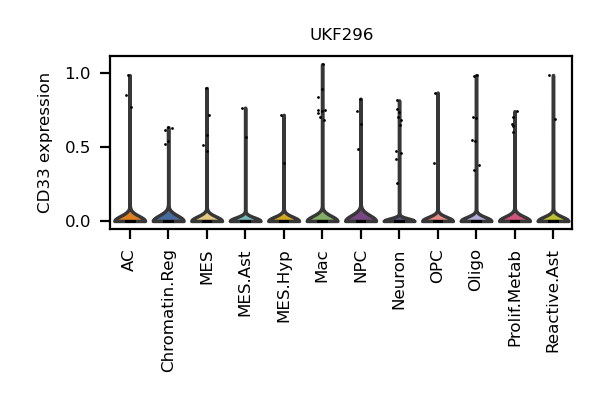 UKF296
CD33 expression
1.0
0.5
0.0
AC
Chromatin.Reg
MES
MES.Ast
MES.Hyp
Mac
NPC
Neuron
OPC
Oligo
Prolif.Metab
Reactive.Ast